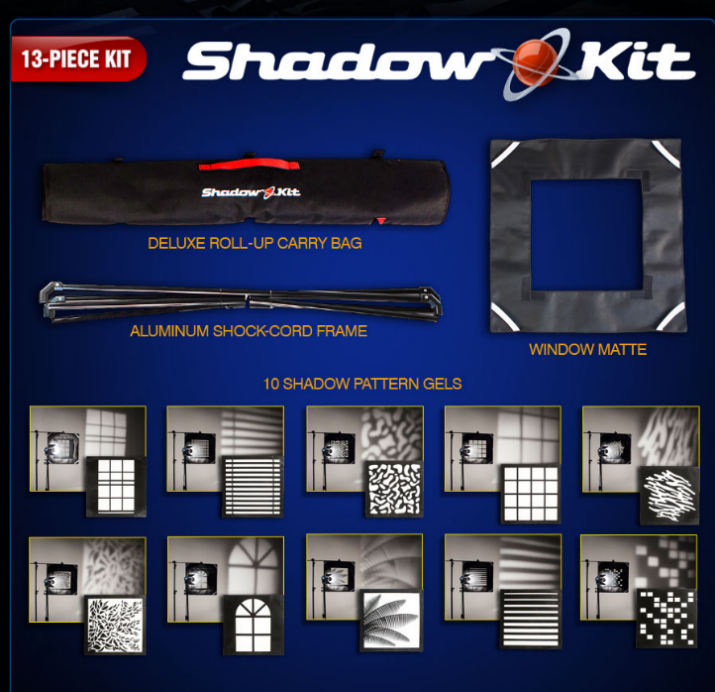 13-PIECE KIT
Shadow Kit
Shadow Kit
DELUXE ROLL-UP CARRY BAG
ALUMINUM SHOCK-CORD FRAME
WINDOW MATTE
10 SHADOW PATTERN GELS